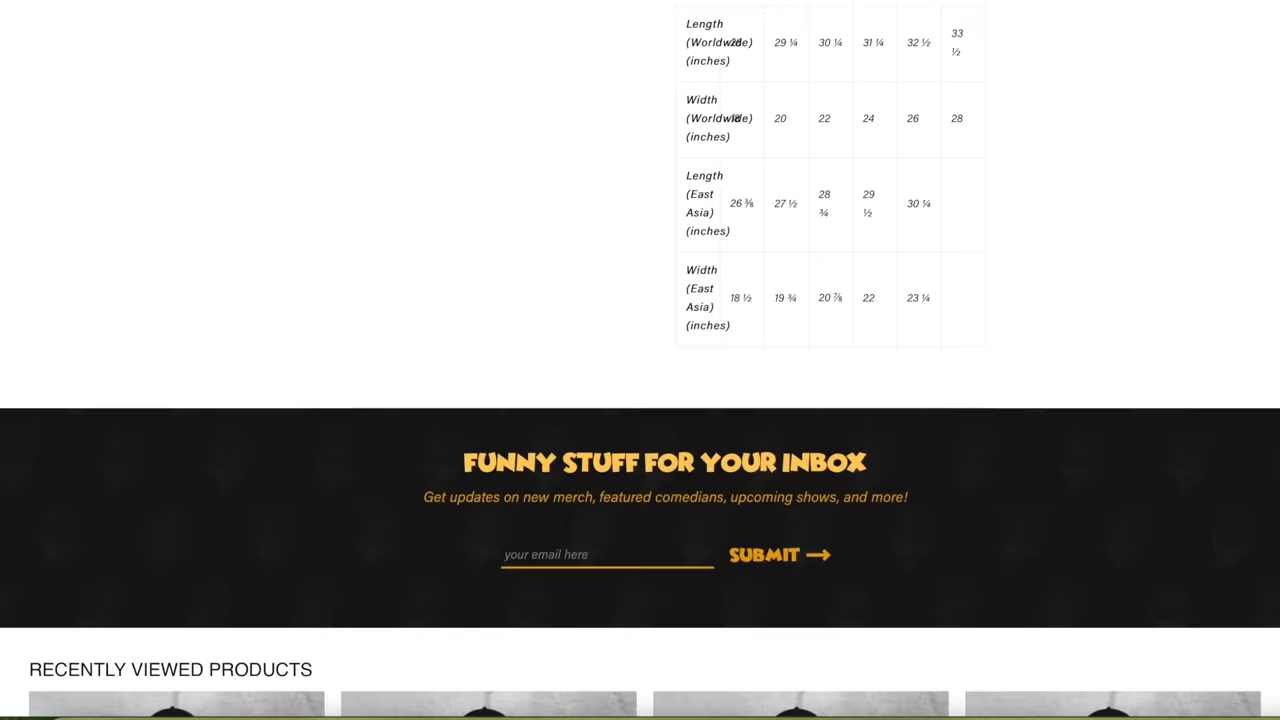 Length
(Worldwide)
(inches)
29 ¼
30 ¼
31 ¼
32 ½
33
½
Width
(Worldwide)
(inches)
20
22
24
26
28
Length
(East
Asia)
(inches)
26 ⅜
27 ½
28
¾
29
½
30 ¼
Width
(East
Asia)
(inches)
18 ½
19 ¾
20 ⅞
22
23 ¼
FUNNY STUFF FOR YOUR INBOX
Get updates on new merch, featured comedians, upcoming shows, and more!
your email here
SUBMIT →
RECENTLY VIEWED PRODUCTS